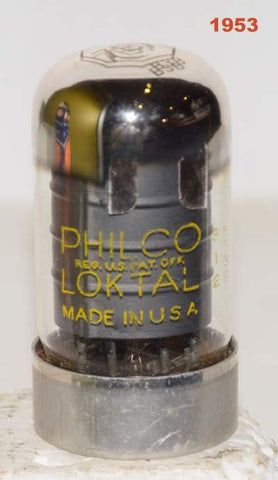 1953
PHILCO
REG. U.S. PAT. OFF.
LOKTAL
MADE IN U S A